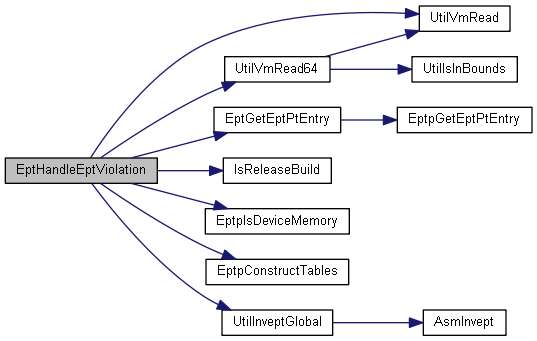 UtilVmRead
UtilVmRead64
UtilIsInBounds
EptGetEptPtEntry
EptpGetEptPtEntry
EptHandleEptViolation
IsReleaseBuild
EptpIsDeviceMemory
EptpConstructTables
UtilInveptGlobal
AsmInvept